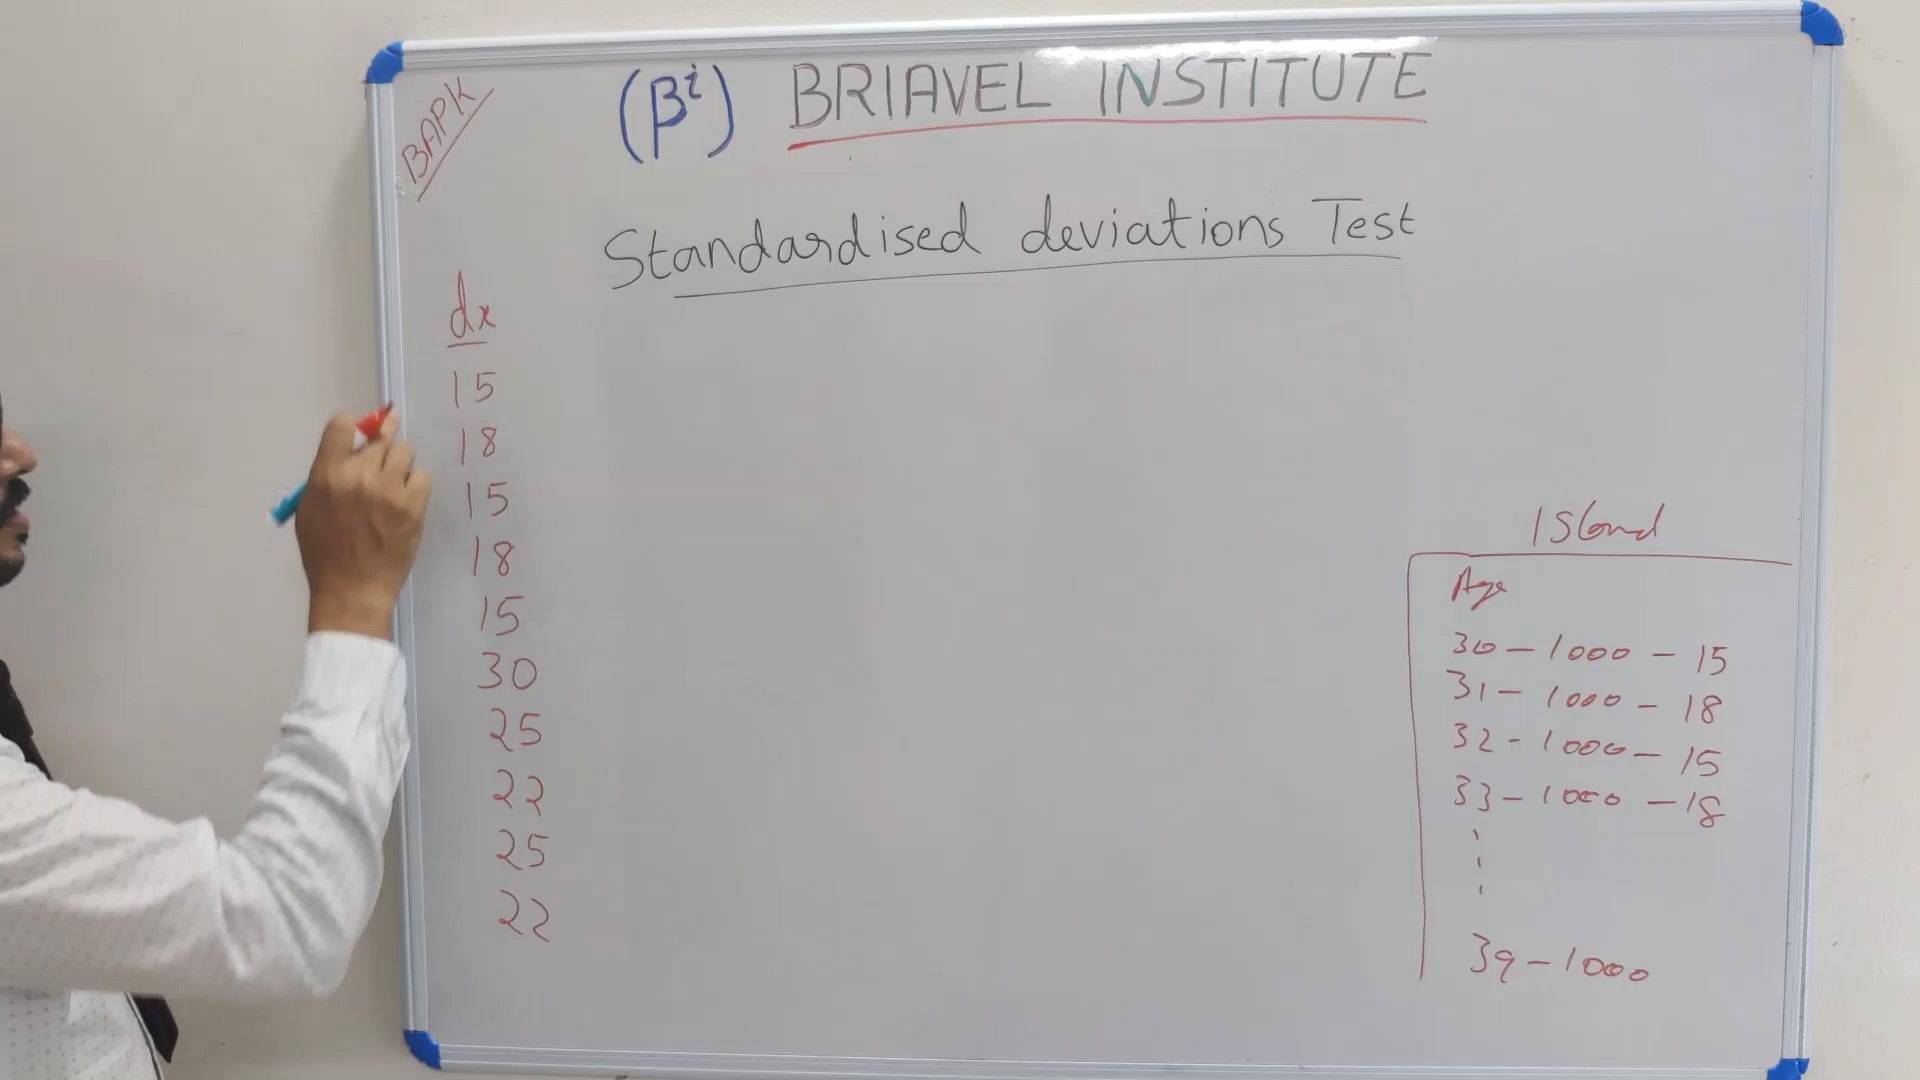 BAPK
(βⁱ) BRIAVEL INSTITUTE
Standardised deviations Test
dx
15
18
15
18
15
30
25
22
25
22
Island
Age
30 – 1000 – 15
31 – 1000 – 18
32 - 1000 – 15
33 – 1000 – 18
39 – 1000